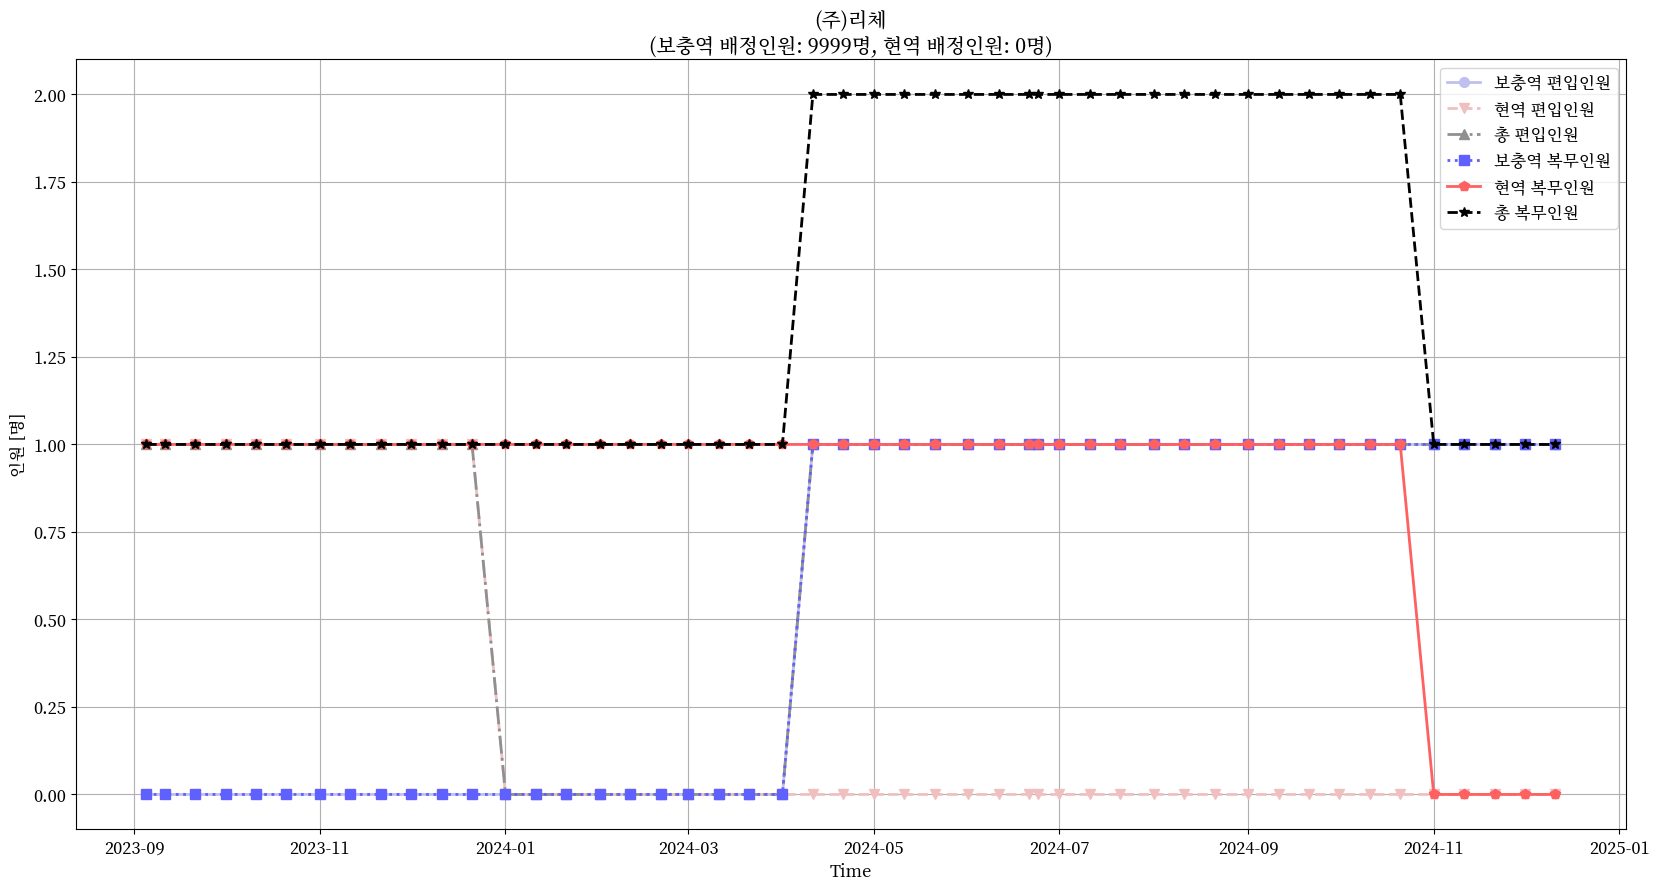 (주)리체
(보충역 배정인원: 9999명, 현역 배정인원: 0명)
인원 [명]
2.00
1.75
1.50
1.25
1.00
0.75
0.50
0.25
0.00
보충역 편입인원
현역 편입인원
총 편입인원
보충역 복무인원
현역 복무인원
총 복무인원
2023-09
2023-11
2024-01
2024-03
2024-05
2024-07
2024-09
2024-11
2025-01
Time